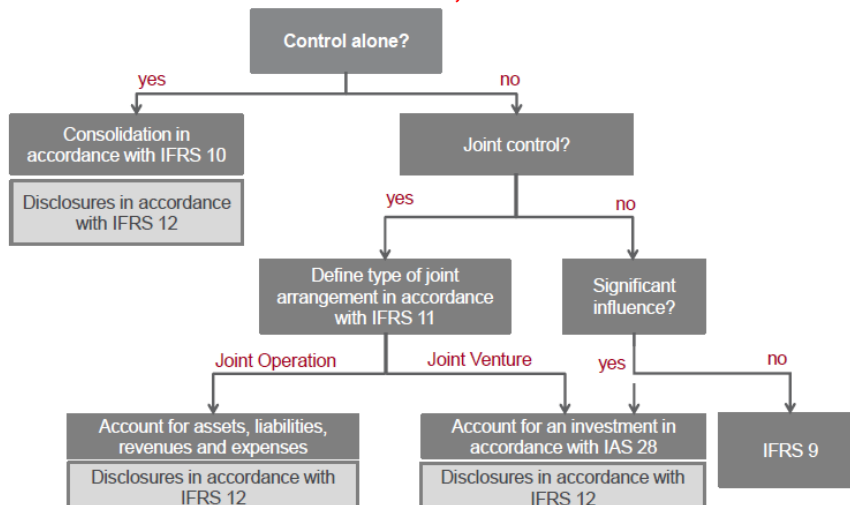 Control alone?
yes
no
Consolidation in
accordance with IFRS 10
Joint control?
Disclosures in accordance
with IFRS 12
yes
no
Define type of joint
arrangement in accordance
with IFRS 11
Significant
influence?
Joint Operation
Joint Venture
yes
no
Account for assets, liabilities,
revenues and expenses
Account for an investment in
accordance with IAS 28
IFRS 9
Disclosures in accordance with
IFRS 12
Disclosures in accordance with
IFRS 12